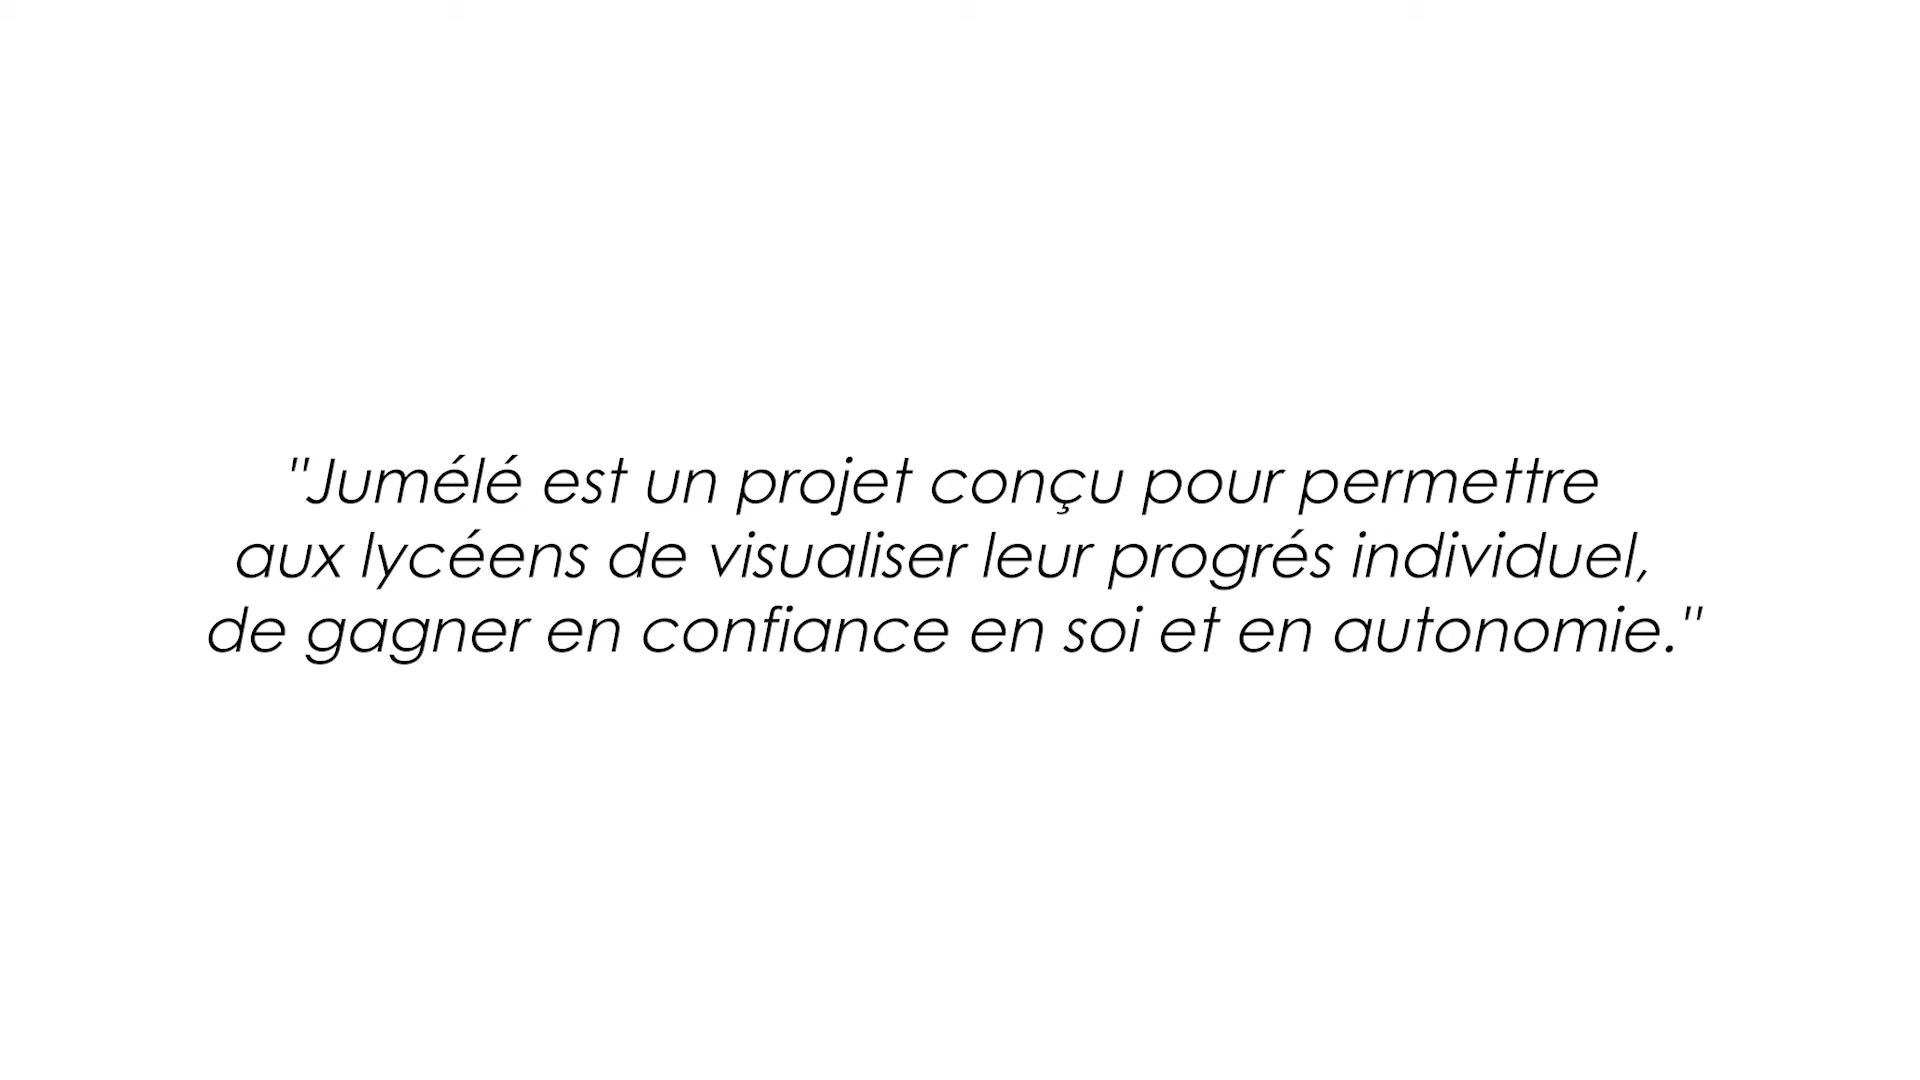 "Jumélé est un projet conçu pour permettre
aux lycéens de visualiser leur progrés individuel,
de gagner en confiance en soi et en autonomie."